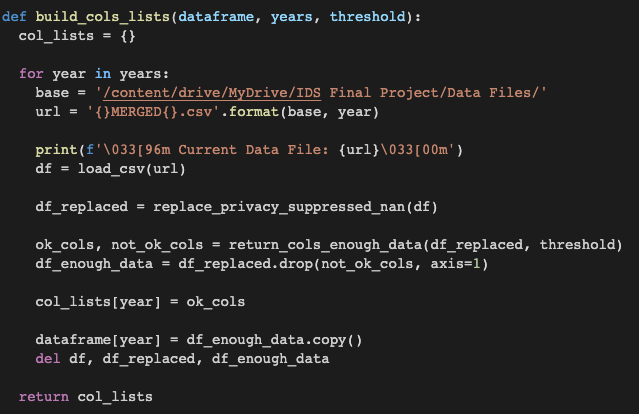 def build_cols_lists(dataframe, years, threshold):
  col_lists = {}

  for year in years:
    base = '/content/drive/MyDrive/IDS Final Project/Data Files/'
    url = '{}MERGED{}.csv'.format(base, year)

    print(f'\033[96m Current Data File: {url}\033[00m')
    df = load_csv(url)

    df_replaced = replace_privacy_suppressed_nan(df)

    ok_cols, not_ok_cols = return_cols_enough_data(df_replaced, threshold)
    df_enough_data = df_replaced.drop(not_ok_cols, axis=1)

    col_lists[year] = ok_cols

    dataframe[year] = df_enough_data.copy()
    del df, df_replaced, df_enough_data

  return col_lists